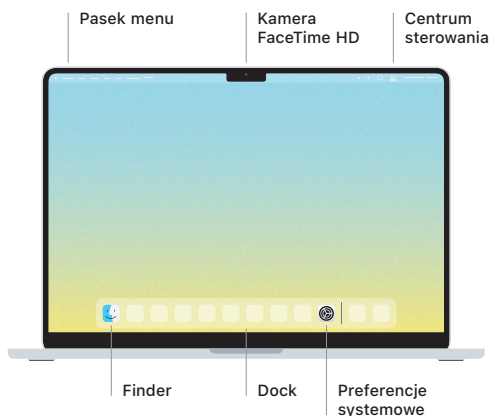 Pasek menu
Kamera
FaceTime HD
Centrum
sterowania
Finder
Dock
Preferencje
systemowe